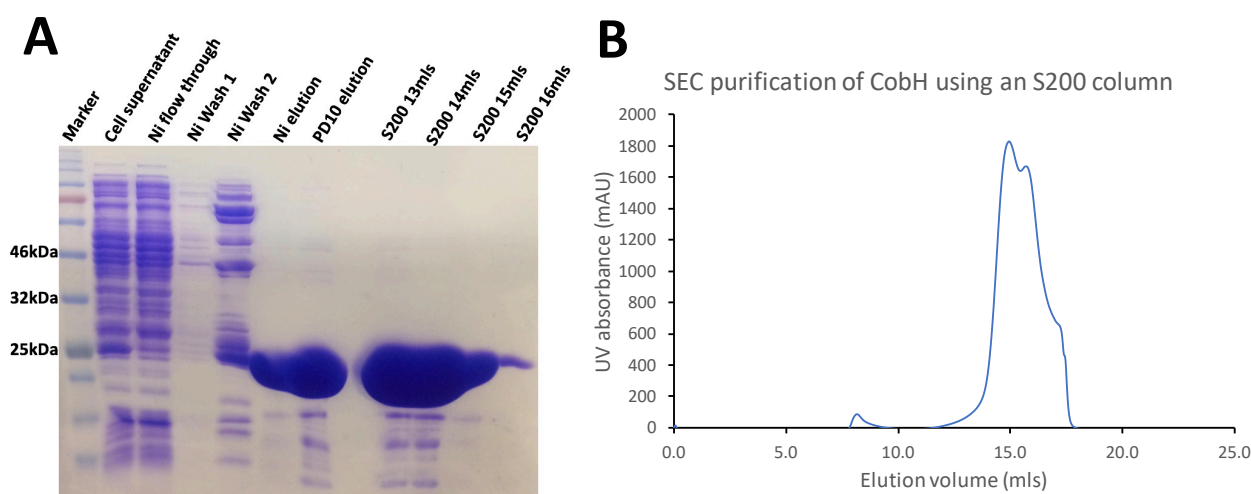 A
Marker
Cell supernatant
Ni flow through
Ni Wash 1
Ni Wash 2
Ni elution
PD10 elution
S200 13mls
S200 14mls
S200 15mls
S200 16mls
46kDa
32kDa
25kDa
B
SEC purification of CobH using an S200 column
UV absorbance (mAU)
2000
1800
1600
1400
1200
1000
800
600
400
200
0
0.0 5.0 10.0 15.0 20.0 25.0
Elution volume (mls)